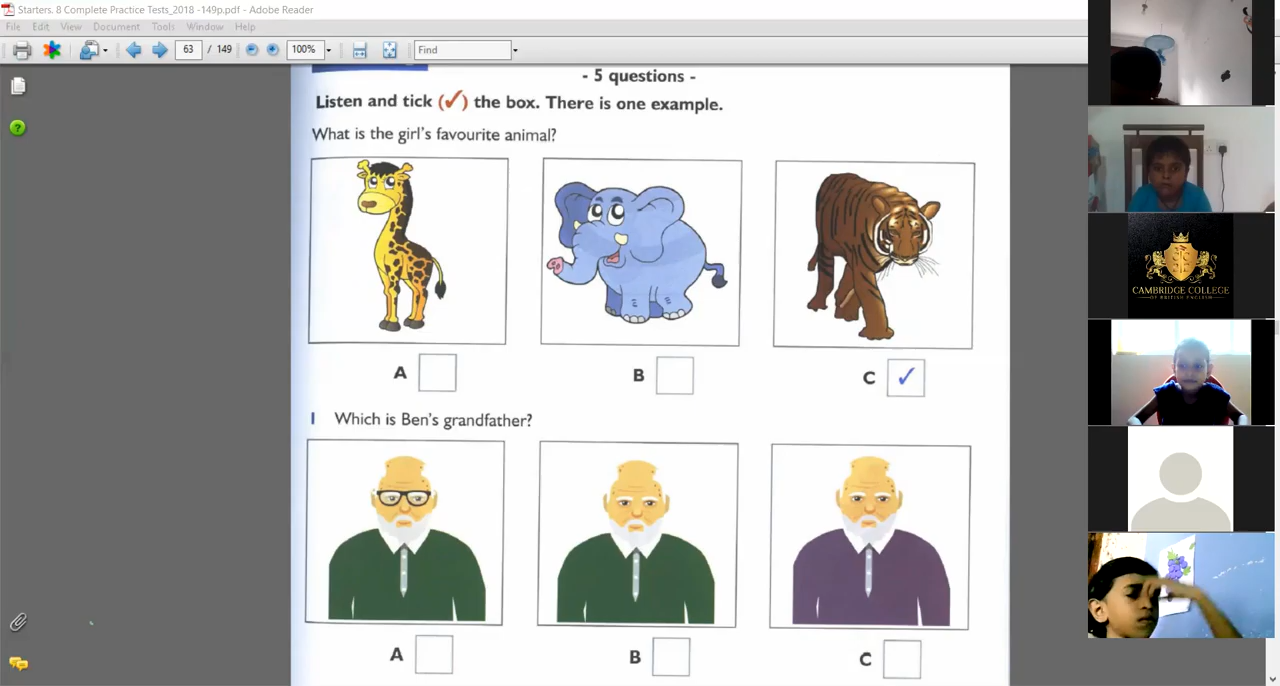 Starters. 8 Complete Practice Tests_2018 -149p.pdf - Adobe Reader
File Edit View Document Tools Window Help
63 / 149 100% Find
- 5 questions -
Listen and tick (✓) the box. There is one example.
What is the girl's favourite animal?
A B C ✓
1 Which is Ben's grandfather?
A B C
CAMBRIDGE COLLEGE
OF BRITISH ENGLISH